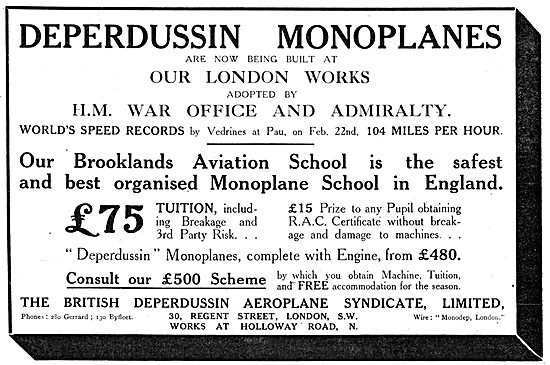 DEPERDUSSIN MONOPLANES
ARE NOW BEING BUILT AT
OUR LONDON WORKS
ADOPTED BY
H.M. WAR OFFICE AND ADMIRALTY.
WORLD'S SPEED RECORDS by Vedrines at Pau, on Feb. 22nd, 104 MILES PER HOUR.
Our Brooklands Aviation School is the safest
and best organised Monoplane School in England.
£75 TUITION, includ-
ing Breakage and
3rd Party Risk. . .
£15 Prize to any Pupil obtaining
R.A.C. Certificate without break-
age and damage to machines. . .
"Deperdussin" Monoplanes, complete with Engine, from £480.
Consult our £500 Scheme by which you obtain Machine, Tuition,
and FREE accommodation for the season.
THE BRITISH DEPERDUSSIN AEROPLANE SYNDICATE, LIMITED,
Phones: 280 Gerrard; 130 Byfleet. 30, REGENT STREET, LONDON, S.W. Wire: "Monodep, London."
WORKS AT HOLLOWAY ROAD, N.